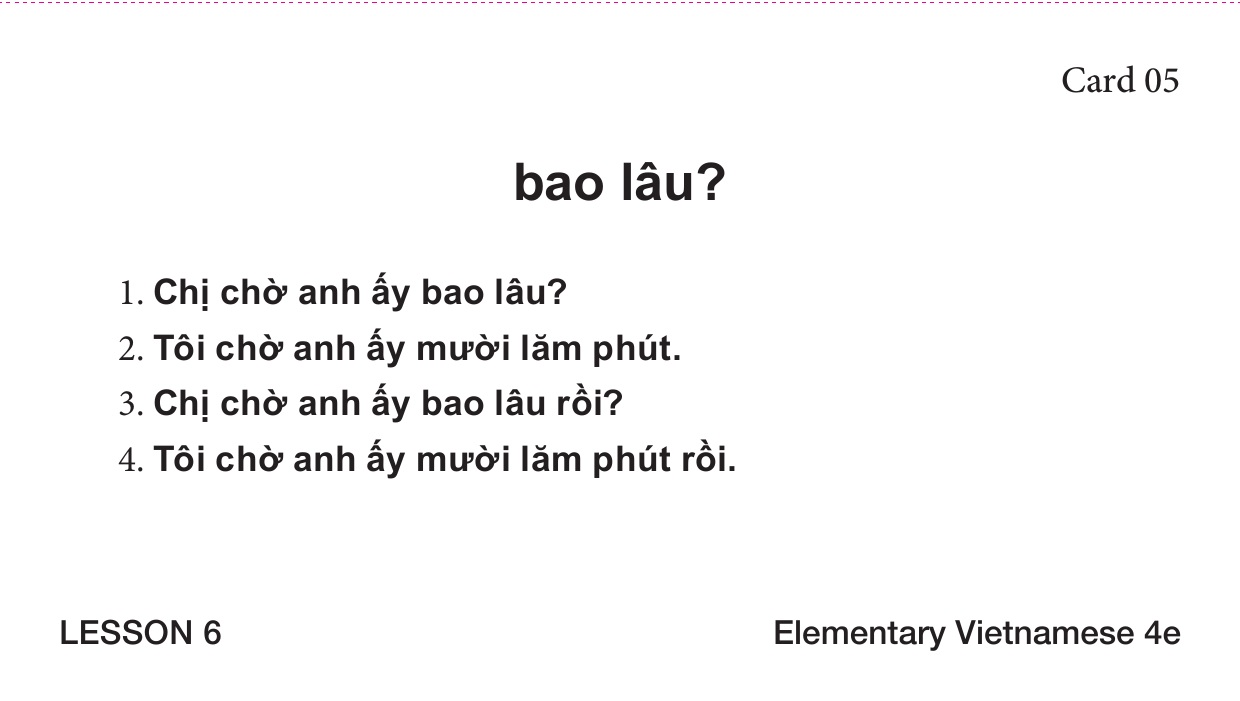 Card 05
bao lâu?
1. Chị chờ anh ấy bao lâu?
2. Tôi chờ anh ấy mười lăm phút.
3. Chị chờ anh ấy bao lâu rồi?
4. Tôi chờ anh ấy mười lăm phút rồi.
LESSON 6
Elementary Vietnamese 4e